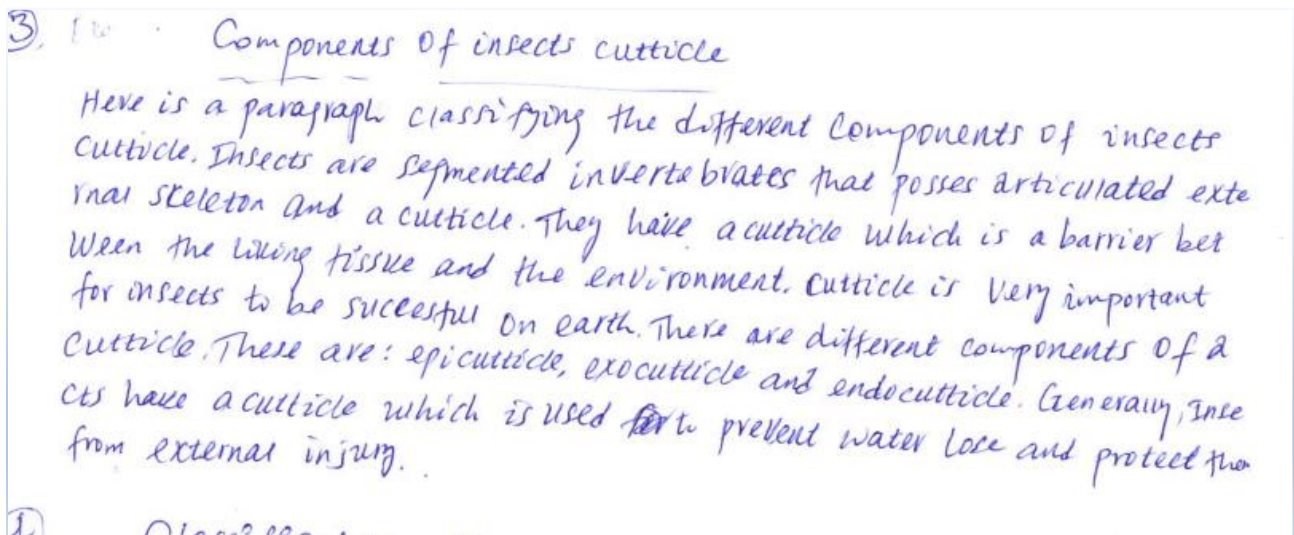 3.
Components Of insects cutticle
Here is a paragraph classifying the different components of insects
cutticle. Insects are segmented invertebrates that posses articulated exte
rnal skeleton and a cutticle. They have a cutticle which is a barrier bet
ween the living tissue and the environment. Cutticle is very important
for insects to be succesful on earth. There are different components of a
cutticle. These are: epicutticle, exocutticle and endocutticle. Generally, Inse
cts have a cutticle which is used to prevent water lose and protect them
from external injury.
1.